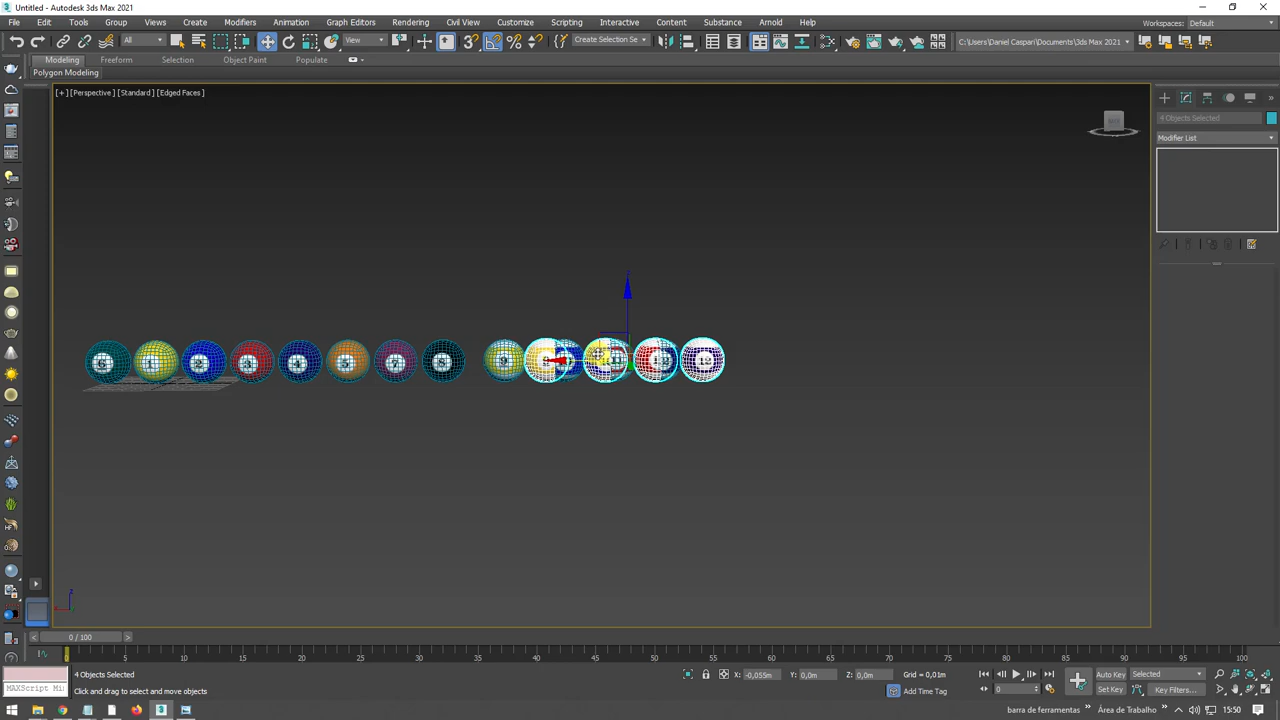 Untitled - Autodesk 3ds Max 2021
File Edit Tools Group Views Create Modifiers Animation Graph Editors Rendering Civil View Customize Scripting Interactive Content Substance Arnold Help
Workspaces: Default
All
View
Create Selection Se
C:\Users\Daniel Caspari\Documents\3ds Max 2021
Modeling Freeform Selection Object Paint Populate
Polygon Modeling
[+] [Perspective] [Standard] [Edged Faces]
4 Objects Selected
Modifier List
0 / 100
0 5 10 15 20 25 30 35 40 45 50 55 60 65 70 75 80 85 90 95 100
4 Objects Selected
X: -0,055m Y: 0,0m Z: 0,0m Grid = 0,01m
Auto Key Selected
MAXScript Mi
Click and drag to select and move objects
Add Time Tag
0
Set Key Key Filters...
barra de ferramentas Área de Trabalho 15:50